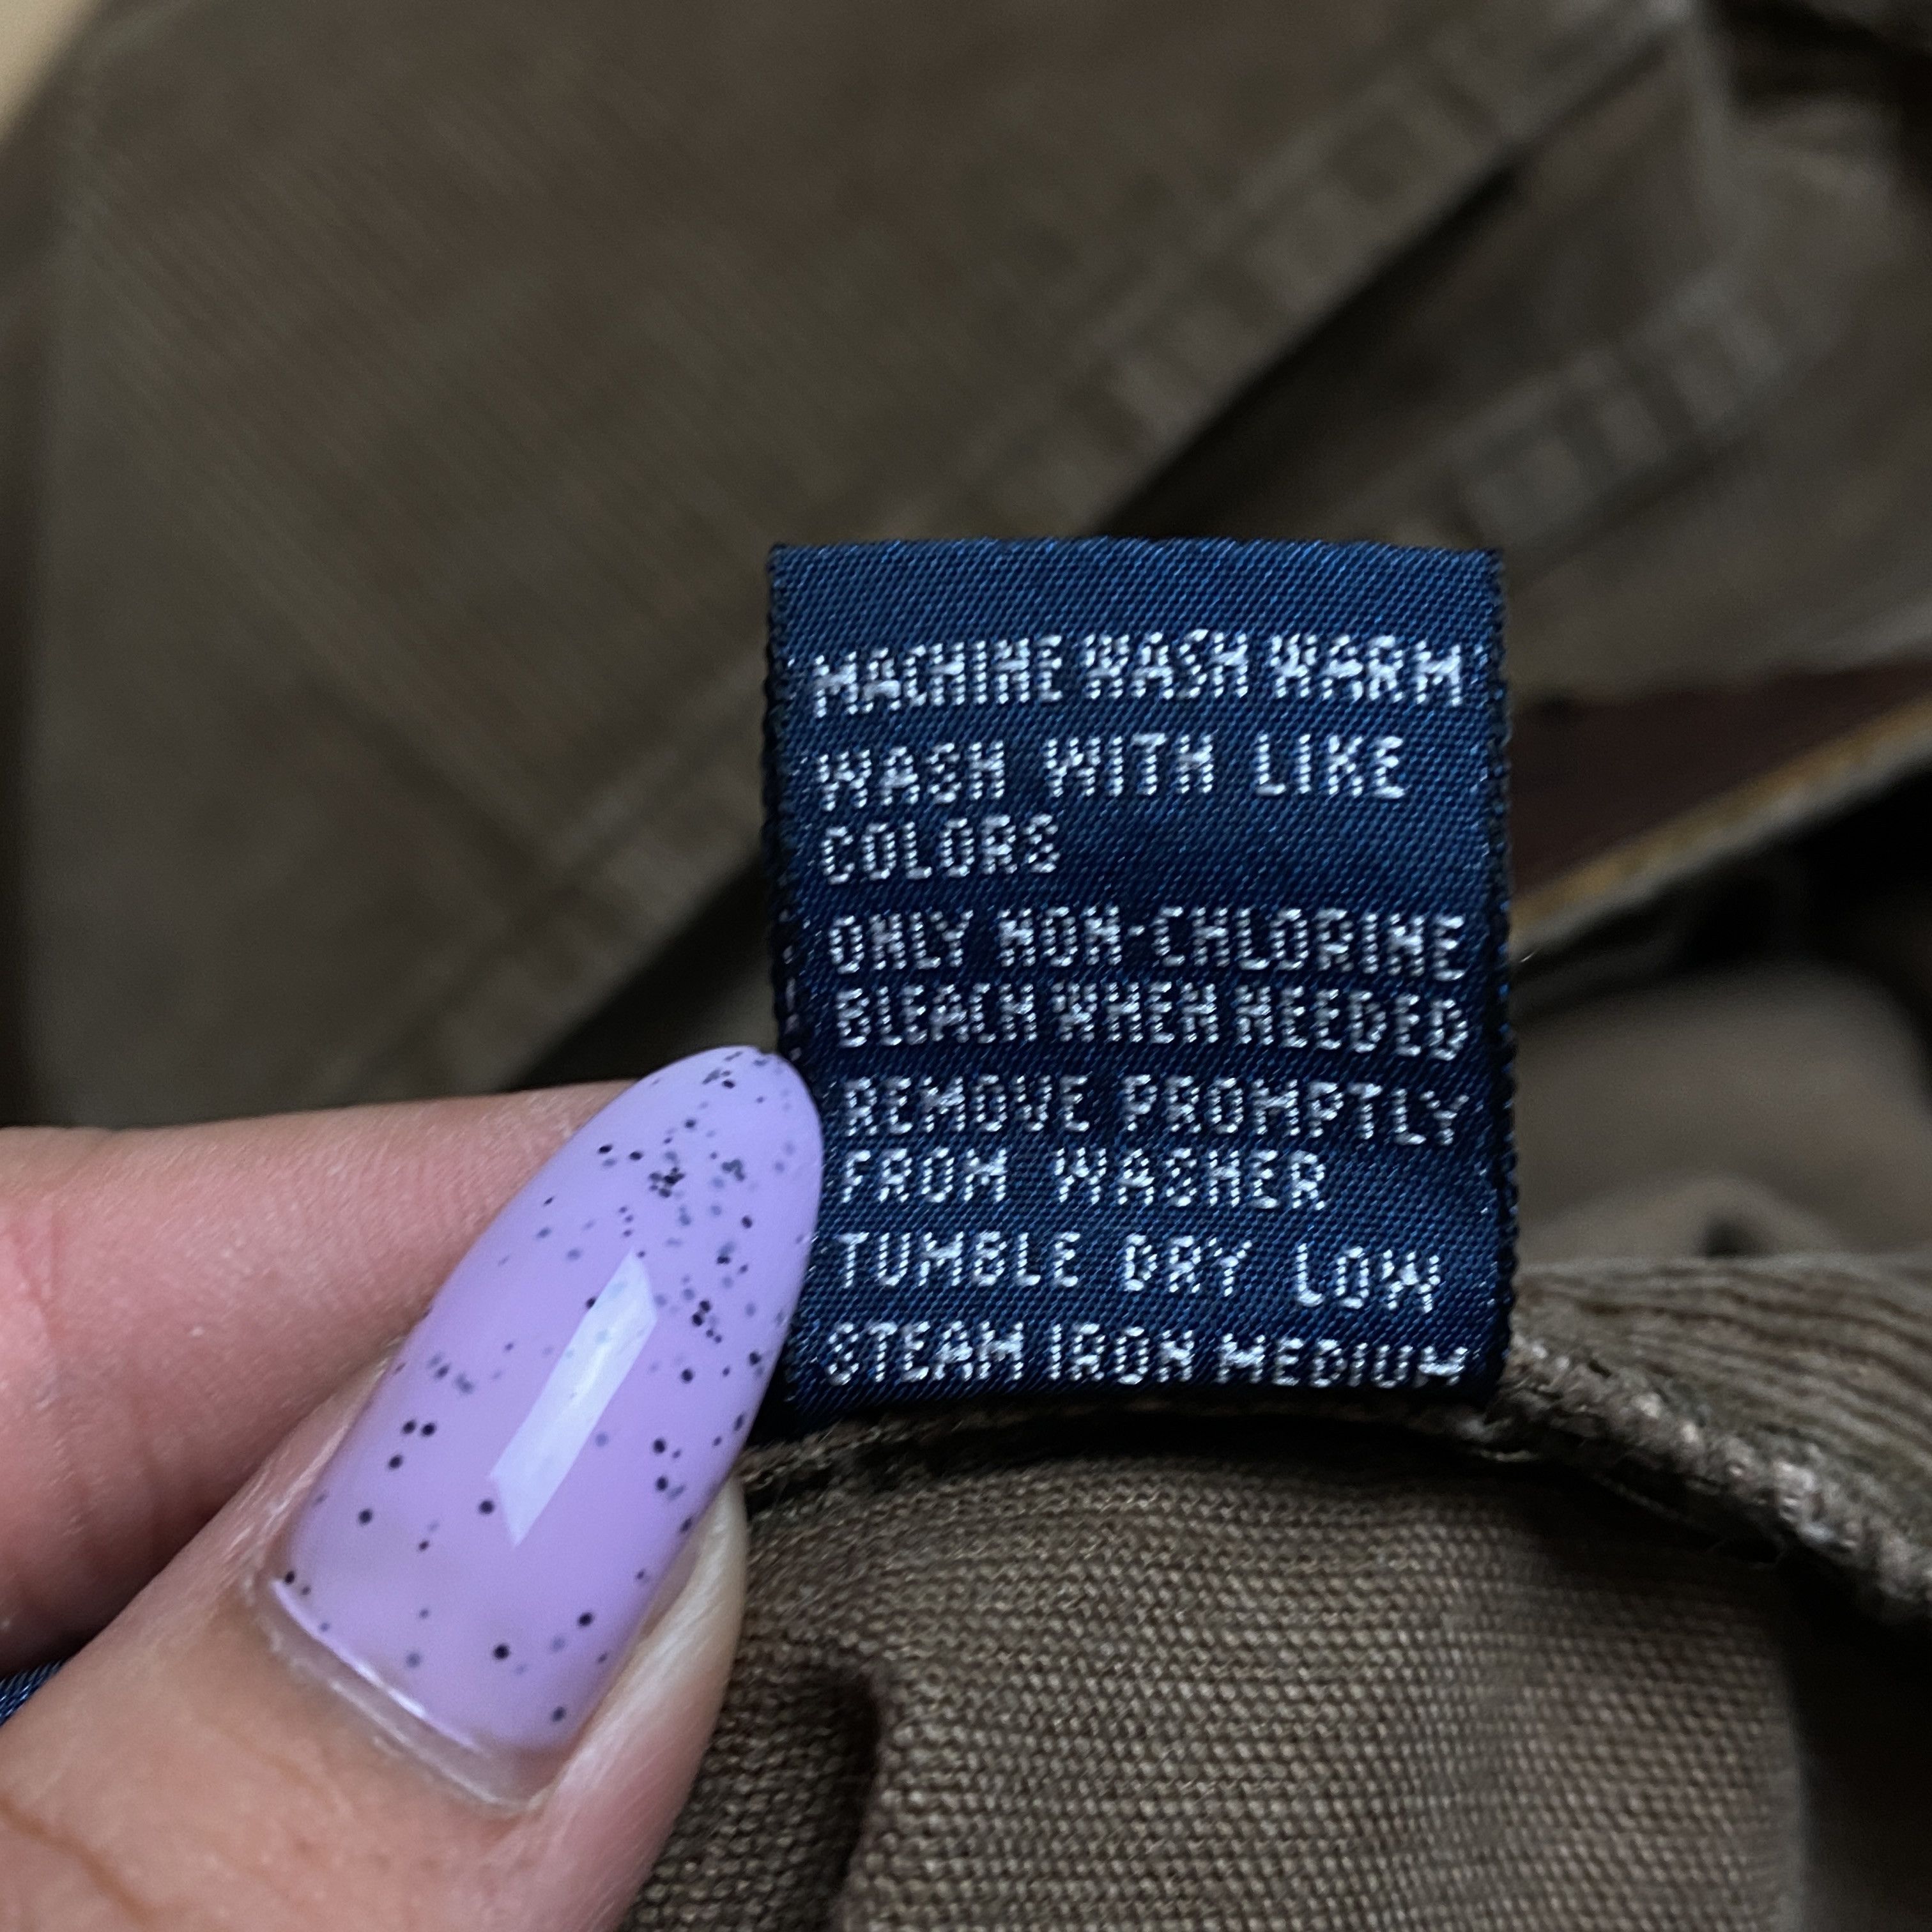 MACHINE WASH WARM
WASH WITH LIKE
COLORS
ONLY NON-CHLORINE
BLEACH WHEN NEEDED
REMOVE PROMPTLY
FROM WASHER
TUMBLE DRY LOW
STEAM IRON MEDIUM